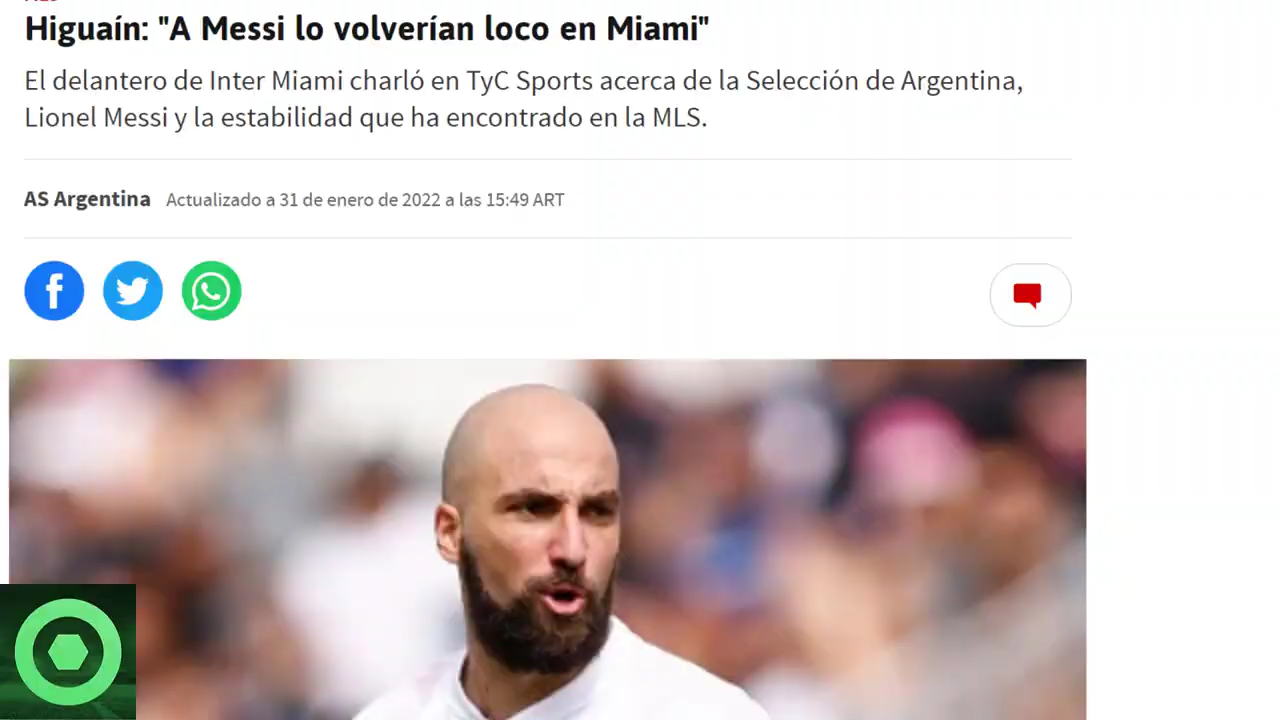 Higuaín: "A Messi lo volverían loco en Miami"
El delantero de Inter Miami charló en TyC Sports acerca de la Selección de Argentina,
Lionel Messi y la estabilidad que ha encontrado en la MLS.
AS Argentina Actualizado a 31 de enero de 2022 a las 15:49 ART